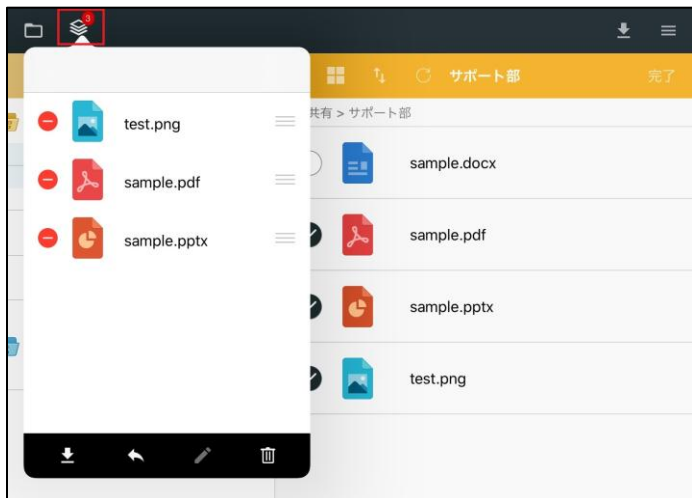 3
サポート部
完了
共有 > サポート部
test.png
sample.pdf
sample.pptx
sample.docx
sample.pdf
sample.pptx
test.png